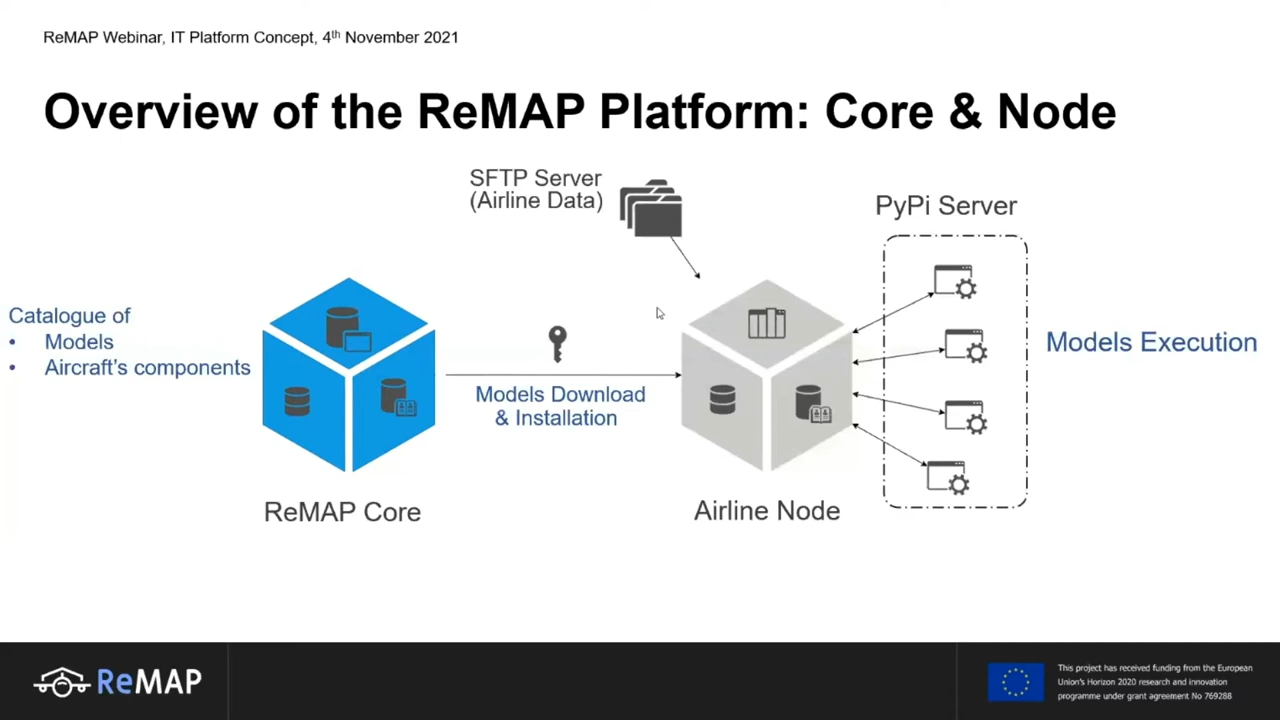 ReMAP Webinar, IT Platform Concept, 4th November 2021
Overview of the ReMAP Platform: Core & Node
SFTP Server
(Airline Data)
PyPi Server
Catalogue of
• Models
• Aircraft's components
Models Download
& Installation
Models Execution
ReMAP Core
Airline Node
ReMAP
This project has received funding from the European
Union's Horizon 2020 research and innovation
programme under grant agreement No 769288